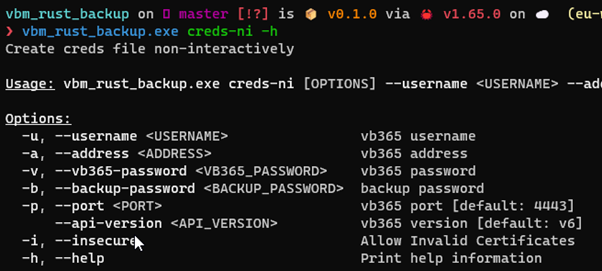 vbm_rust_backup on master [!?] is 📦 v0.1.0 via 🦀 v1.65.0 on ☁ (eu-
❯ vbm_rust_backup.exe creds-ni -h
Create creds file non-interactively
Usage: vbm_rust_backup.exe creds-ni [OPTIONS] --username <USERNAME> --add
Options:
-u, --username <USERNAME> vb365 username
-a, --address <ADDRESS> vb365 address
-v, --vb365-password <VB365_PASSWORD> vb365 password
-b, --backup-password <BACKUP_PASSWORD> backup password
-p, --port <PORT> vb365 port [default: 4443]
--api-version <API_VERSION> vb365 version [default: v6]
-i, --insecure Allow Invalid Certificates
-h, --help Print help information